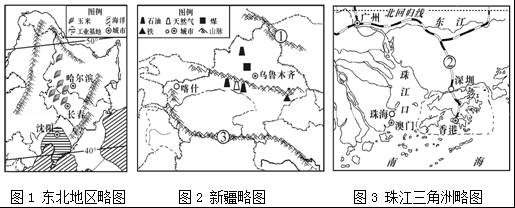 图例
玉米 海洋
工业基地 城市
50°
哈尔滨
长春
沈阳
40°
图例
石油 天然气 煤
铁 城市 山脉
①
乌鲁木齐
喀什
③
广州
北回归线
东江
②
深圳
珠江口
珠海
澳门
香港
南海
图 1 东北地区略图
图 2 新疆略图
图 3 珠江三角洲略图